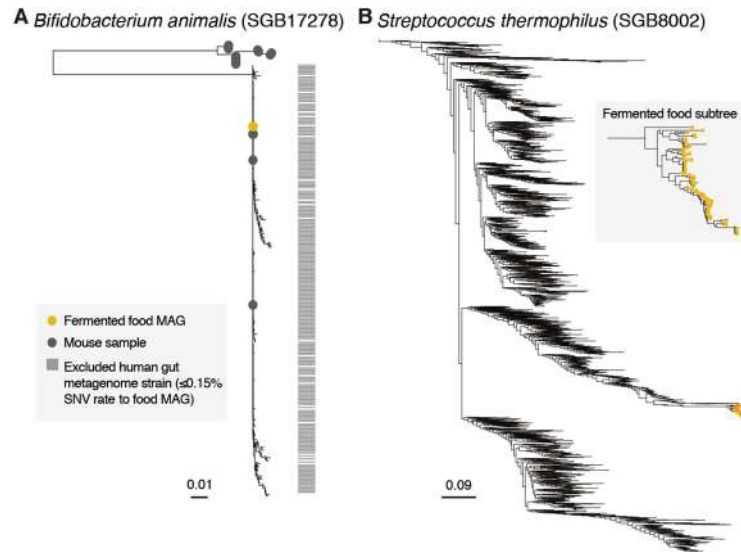 A Bifidobacterium animalis (SGB17278)
B Streptococcus thermophilus (SGB8002)
Fermented food subtree
Fermented food MAG
Mouse sample
Excluded human gut
metagenome strain (≤0.15%
SNV rate to food MAG)
0.01
0.09